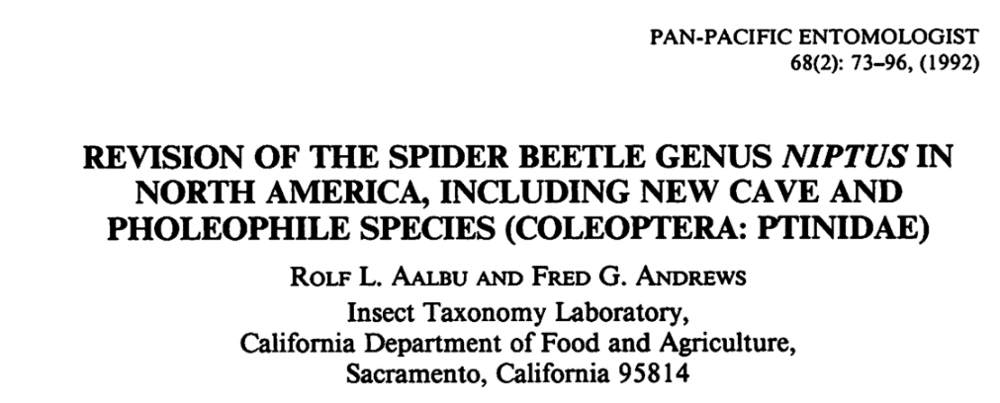 PAN-PACIFIC ENTOMOLOGIST
68(2): 73–96, (1992)
REVISION OF THE SPIDER BEETLE GENUS NIPTUS IN
NORTH AMERICA, INCLUDING NEW CAVE AND
PHOLEOPHILE SPECIES (COLEOPTERA: PTINIDAE)
ROLF L. AALBU AND FRED G. ANDREWS
Insect Taxonomy Laboratory,
California Department of Food and Agriculture,
Sacramento, California 95814